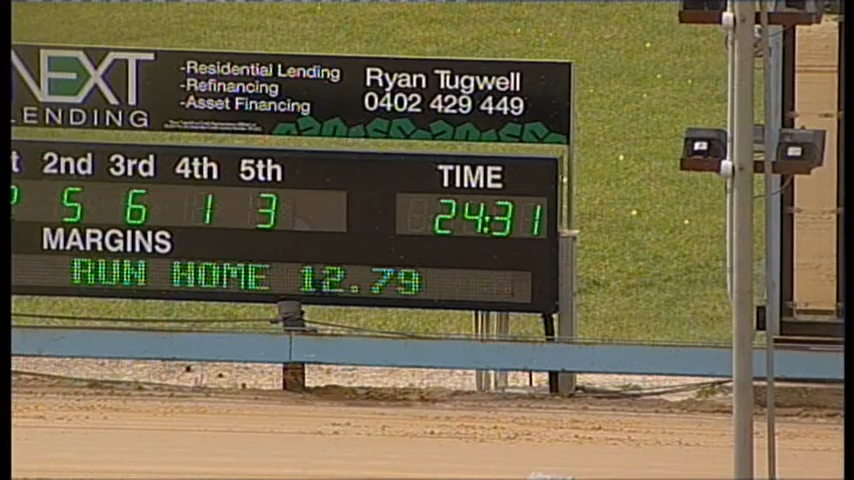 NEXT
LENDING
-Residential Lending
-Refinancing
-Asset Financing
Ryan Tugwell
0402 429 449
2nd 3rd 4th 5th
5 6 1 3
TIME
24:31
MARGINS
RUN HOME 12.79